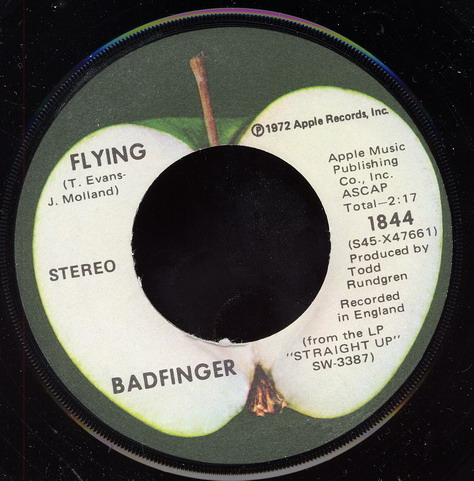 FLYING
(T. Evans-
J. Molland)
STEREO
BADFINGER
Ⓟ1972 Apple Records, Inc.
Apple Music
Publishing
Co., Inc.
ASCAP
Total—2:17
1844
(S45-X47661)
Produced by
Todd
Rundgren
Recorded
in England
(from the LP
"STRAIGHT UP"
SW-3387)